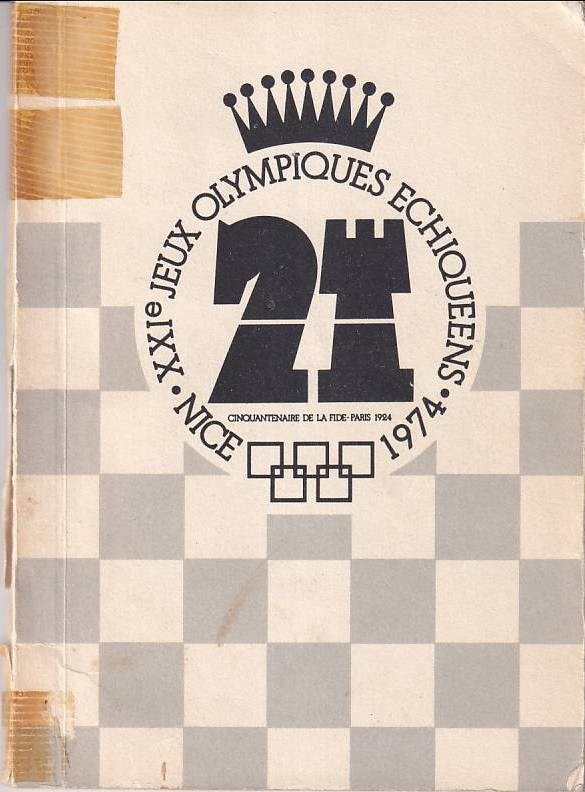 XXIe JEUX OLYMPIQUES ECHIQUEENS
21
CINQUANTENAIRE DE LA FIDE-PARIS 1924
• NICE 1974 •